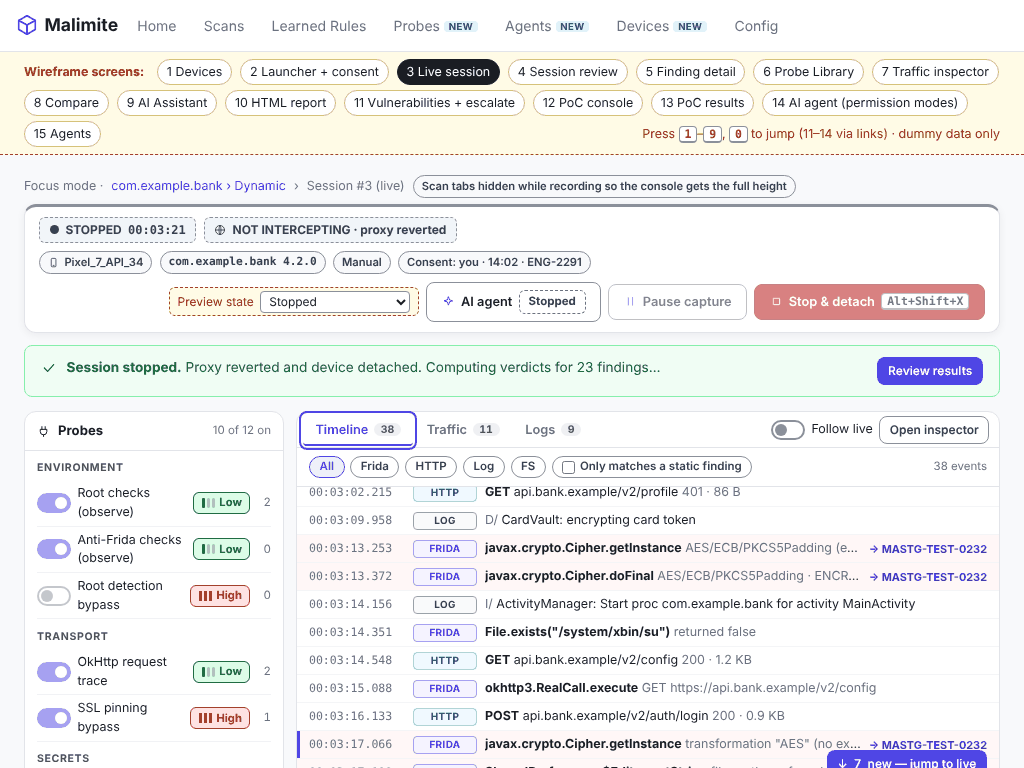 Malimite Home Scans Learned Rules Probes NEW Agents NEW Devices NEW Config
Wireframe screens: 1 Devices 2 Launcher + consent 3 Live session 4 Session review 5 Finding detail 6 Probe Library 7 Traffic inspector
8 Compare 9 AI Assistant 10 HTML report 11 Vulnerabilities + escalate 12 PoC console 13 PoC results 14 AI agent (permission modes)
15 Agents Press 1–9, 0 to jump (11–14 via links) · dummy data only
Focus mode · com.example.bank › Dynamic › Session #3 (live) Scan tabs hidden while recording so the console gets the full height
STOPPED 00:03:21 NOT INTERCEPTING · proxy reverted
Pixel_7_API_34 com.example.bank 4.2.0 Manual Consent: you · 14:02 · ENG-2291
Preview state Stopped AI agent Stopped Pause capture Stop & detach Alt+Shift+X
Session stopped. Proxy reverted and device detached. Computing verdicts for 23 findings… Review results
Probes 10 of 12 on
ENVIRONMENT
Root checks (observe) Low 2
Anti-Frida checks (observe) Low 0
Root detection bypass High 0
TRANSPORT
OkHttp request trace Low 2
SSL pinning bypass High 1
SECRETS
Timeline 38 Traffic 11 Logs 9 Follow live Open inspector
All Frida HTTP Log FS Only matches a static finding 38 events
00:03:02.215 HTTP GET api.bank.example/v2/profile 401 · 86 B
00:03:09.958 LOG D/ CardVault: encrypting card token
00:03:13.253 FRIDA javax.crypto.Cipher.getInstance AES/ECB/PKCS5Padding (e… → MASTG-TEST-0232
00:03:13.372 FRIDA javax.crypto.Cipher.doFinal AES/ECB/PKCS5Padding · ENCR… → MASTG-TEST-0232
00:03:14.156 LOG I/ ActivityManager: Start proc com.example.bank for activity MainActivity
00:03:14.351 FRIDA File.exists("/system/xbin/su") returned false
00:03:14.548 HTTP GET api.bank.example/v2/config 200 · 1.2 KB
00:03:15.088 FRIDA okhttp3.RealCall.execute GET https://api.bank.example/v2/config
00:03:16.133 HTTP POST api.bank.example/v2/auth/login 200 · 0.9 KB
00:03:17.066 FRIDA javax.crypto.Cipher.getInstance transformation "AES" (no ex… → MASTG-TEST-0232
↓ 7 new — jump to live